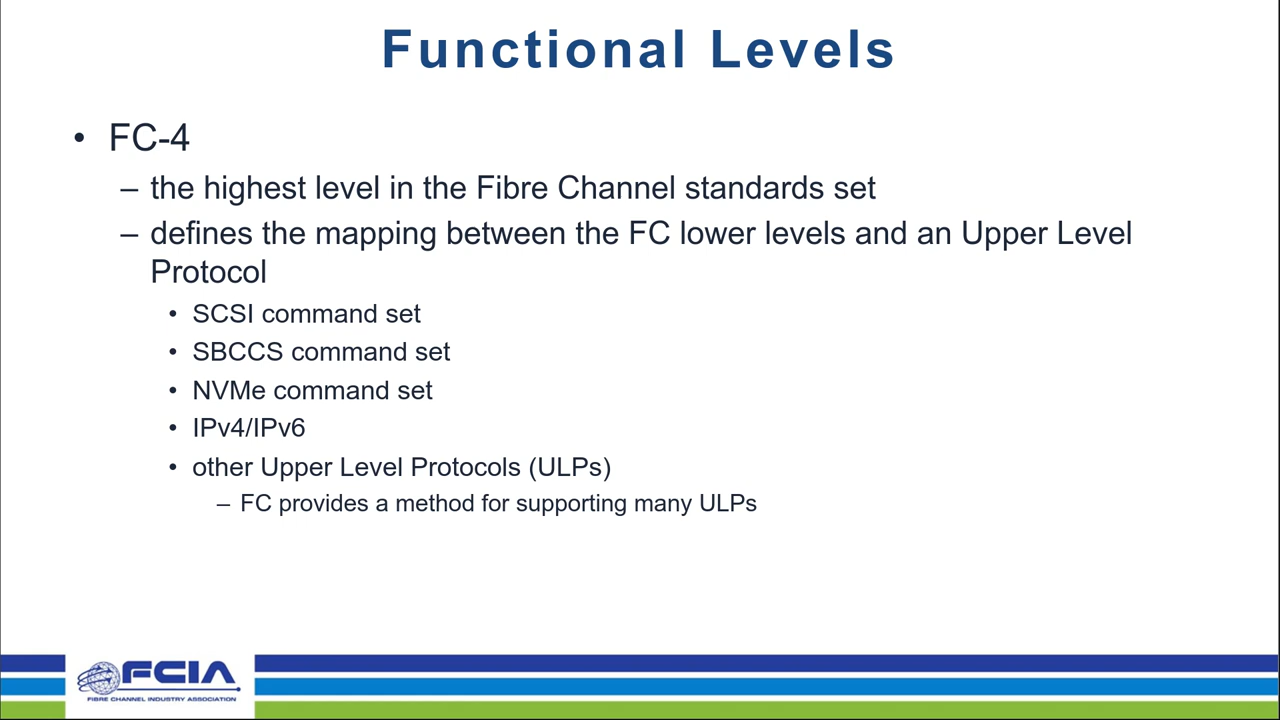 Functional Levels
• FC-4
– the highest level in the Fibre Channel standards set
– defines the mapping between the FC lower levels and an Upper Level
Protocol
• SCSI command set
• SBCCS command set
• NVMe command set
• IPv4/IPv6
• other Upper Level Protocols (ULPs)
– FC provides a method for supporting many ULPs
FCIA
FIBRE CHANNEL INDUSTRY ASSOCIATION